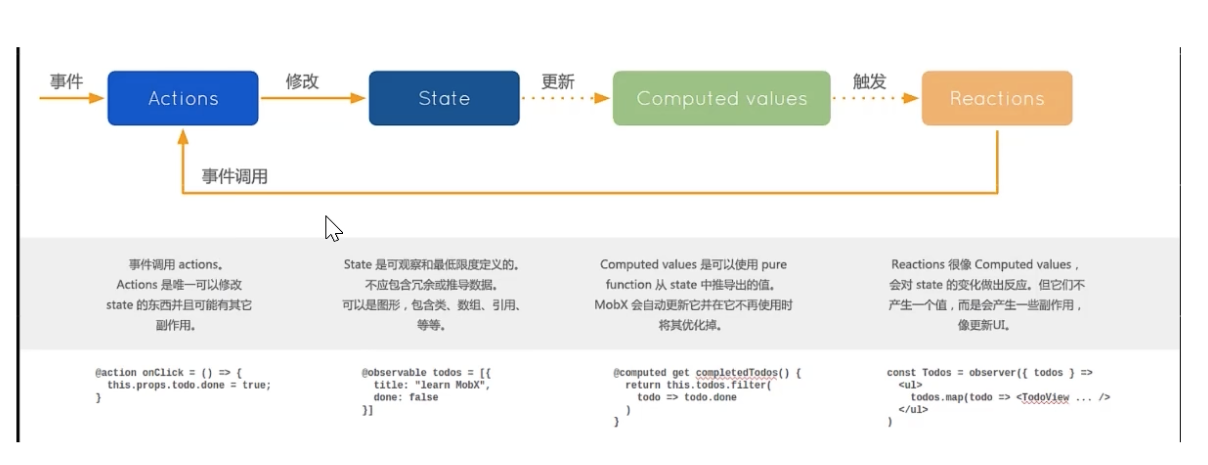 事件
Actions
修改
State
更新
Computed values
触发
Reactions
事件调用
事件调用 actions。
Actions 是唯一可以修改
state 的东西并且可能有其它
副作用。
State 是可观察和最低限度定义的。
不应包含冗余或推导数据。
可以是图形，包含类、数组、引用、
等等。
Computed values 是可以使用 pure
function 从 state 中推导出的值。
MobX 会自动更新它并在它不再使用时
将其优化掉。
Reactions 很像 Computed values，
会对 state 的变化做出反应。但它们不
产生一个值，而是会产生一些副作用，
像更新UI。
@action onClick = () => {
  this.props.todo.done = true;
}
@observable todos = [{
  title: "learn MobX",
  done: false
}]
@computed get completedTodos() {
  return this.todos.filter(
    todo => todo.done
  )
}
const Todos = observer({ todos } =>
  <ul>
    todos.map(todo => <TodoView ... />
  </ul>
)